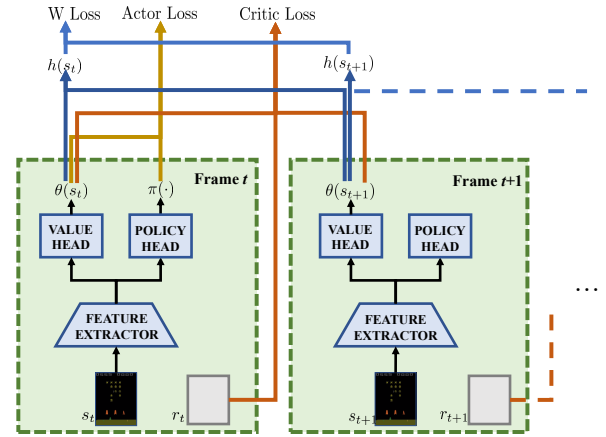 W Loss Actor Loss Critic Loss
h(s_t) h(s_{t+1})
Frame t Frame t+1
θ(s_t) π(·) θ(s_{t+1})
VALUE HEAD POLICY HEAD VALUE HEAD POLICY HEAD
...
FEATURE EXTRACTOR FEATURE EXTRACTOR
s_t r_t s_{t+1} r_{t+1}